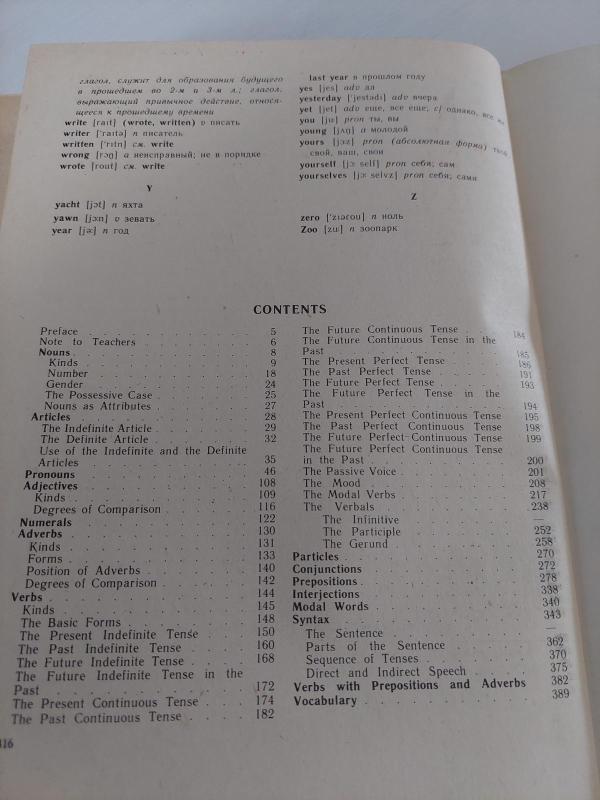 глагол, служит для образования будущего
в прошедшем во 2-м и 3-м л.; глагол,
выражающий привычное действие, относя-
щееся к прошедшему времени
write [raɪt] (wrote, written) v писать
writer ['raɪtə] n писатель
written ['rɪtn] см. write
wrong [rɔŋ] a неисправный; не в порядке
wrote [rout] см. write
Y
yacht [jɔt] n яхта
yawn [jɔ:n] v зевать
year [jə:] n год
last year в прошлом году
yes [jes] adv да
yesterday ['jestədɪ] adv вчера
yet [jet] adv еще, все еще; cj однако, все же
you [ju:] pron ты, вы
young [jʌŋ] a молодой
yours [jɔ:z] pron (абсолютная форма) твой
свой, ваш, свои
yourself [jɔ: self] pron себя; сам
yourselves [jɔ: selvz] pron себя; сами
Z
zero ['zɪərou] n ноль
Zoo [zu:] n зоопарк
CONTENTS
Preface . . . . . . . . . . . . 5
Note to Teachers . . . . . . . . . 6
Nouns . . . . . . . . . . . . 8
Kinds . . . . . . . . . . . . 9
Number . . . . . . . . . . . 18
Gender . . . . . . . . . . . 24
The Possessive Case . . . . . . . 25
Nouns as Attributes . . . . . . . 27
Articles . . . . . . . . . . . 28
The Indefinite Article . . . . . . . 29
The Definite Article . . . . . . . 32
Use of the Indefinite and the Definite
Articles . . . . . . . . . . . 35
Pronouns . . . . . . . . . . . 46
Adjectives . . . . . . . . . . 108
Kinds . . . . . . . . . . . 109
Degrees of Comparison . . . . . . 116
Numerals . . . . . . . . . . 122
Adverbs . . . . . . . . . . . 130
Kinds . . . . . . . . . . . 131
Forms . . . . . . . . . . . 133
Position of Adverbs . . . . . . . 140
Degrees of Comparison . . . . . . 142
Verbs . . . . . . . . . . . 144
Kinds . . . . . . . . . . . 145
The Basic Forms . . . . . . . . 148
The Present Indefinite Tense . . . . 150
The Past Indefinite Tense . . . . . 160
The Future Indefinite Tense . . . . 168
The Future Indefinite Tense in the
Past . . . . . . . . . . . 172
The Present Continuous Tense . . . . 174
The Past Continuous Tense . . . . 182
The Future Continuous Tense . . . . 184
The Future Continuous Tense in the
Past . . . . . . . . . . . 185
The Present Perfect Tense . . . . . 186
The Past Perfect Tense . . . . . . 191
The Future Perfect Tense . . . . . 193
The Future Perfect Tense in the
Past . . . . . . . . . . . 194
The Present Perfect Continuous Tense 195
The Past Perfect Continuous Tense 198
The Future Perfect Continuous Tense 199
The Future Perfect Continuous Tense
in the Past . . . . . . . . . 200
The Passive Voice . . . . . . . 201
The Mood . . . . . . . . . . 208
The Modal Verbs . . . . . . . . 217
The Verbals . . . . . . . . . 238
The Infinitive . . . . . . . . —
The Participle . . . . . . . . 252
The Gerund . . . . . . . . . 258
Particles . . . . . . . . . . 270
Conjunctions . . . . . . . . . 272
Prepositions . . . . . . . . . 278
Interjections . . . . . . . . . 338
Modal Words . . . . . . . . . 340
Syntax . . . . . . . . . . . 343
The Sentence . . . . . . . . . —
Parts of the Sentence . . . . . . 362
Sequence of Tenses . . . . . . . 370
Direct and Indirect Speech . . . . 375
Verbs with Prepositions and Adverbs 382
Vocabulary . . . . . . . . . . 389
416